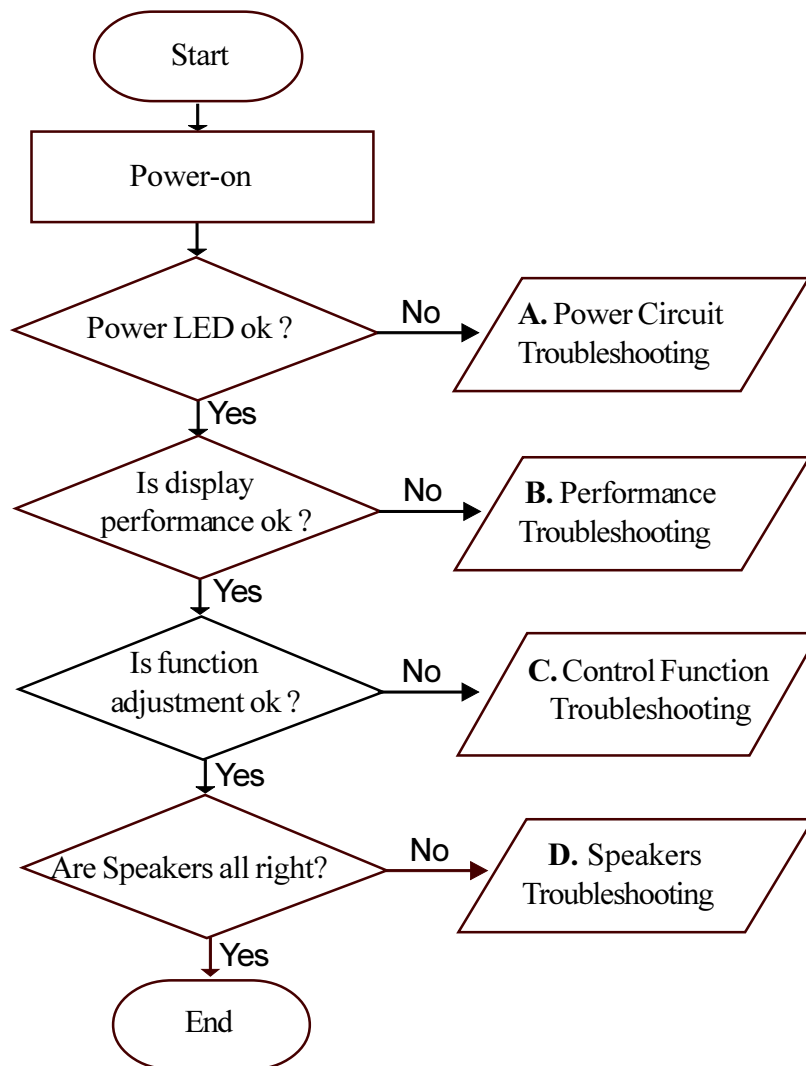 Start
Power-on
Power LED ok ?
No
A. Power Circuit
Troubleshooting
Yes
Is display
performance ok ?
No
B. Performance
Troubleshooting
Yes
Is function
adjustment ok ?
No
C. Control Function
Troubleshooting
Yes
Are Speakers all right?
No
D. Speakers
Troubleshooting
Yes
End